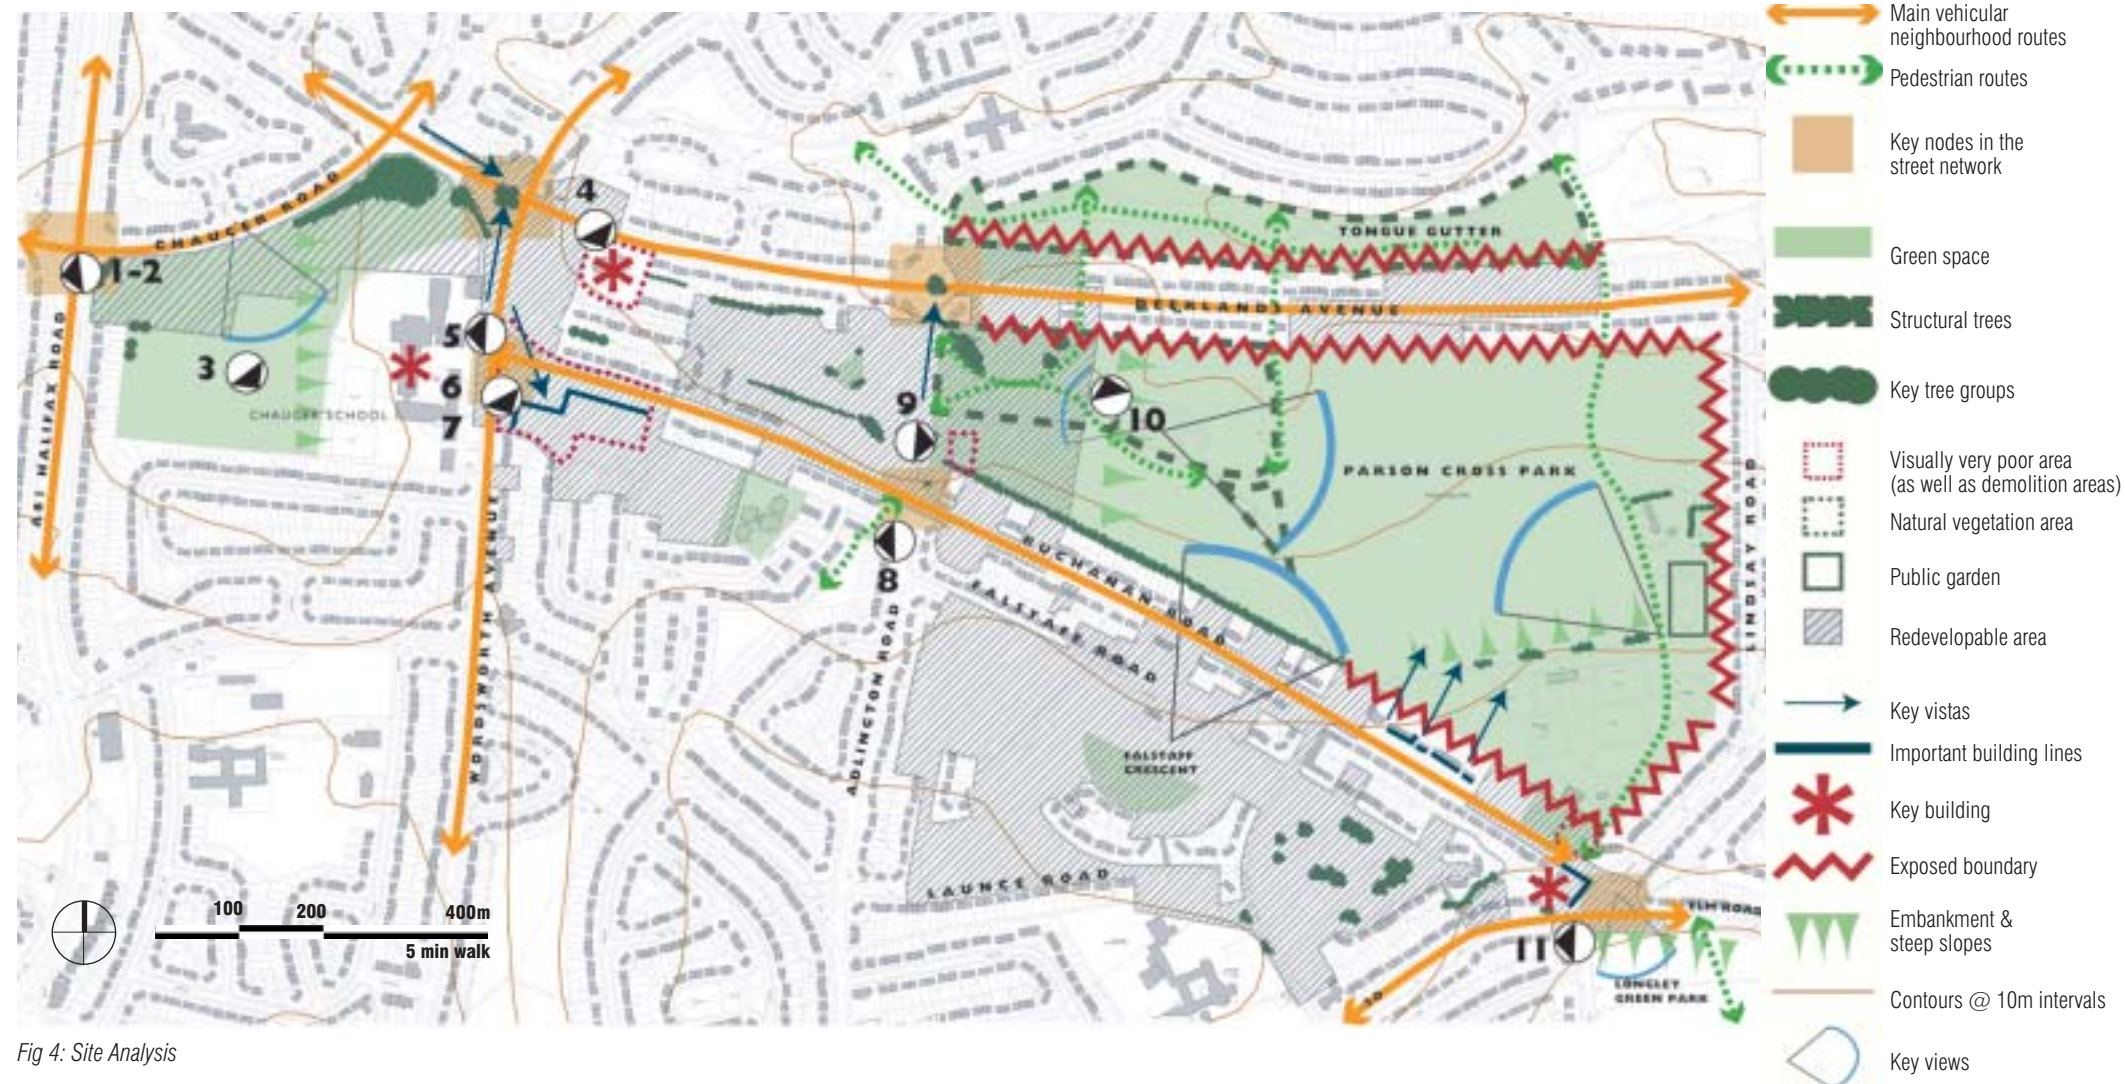 Main vehicular
neighbourhood routes
Pedestrian routes
Key nodes in the
street network
Green space
Structural trees
Key tree groups
Visually very poor area
(as well as demolition areas)
Natural vegetation area
Public garden
Redevelopable area
Key vistas
Important building lines
Key building
Exposed boundary
Embankment &
steep slopes
Contours @ 10m intervals
Key views
CHAUCER ROAD
4
1-2
TONGUE GUTTER
DEERLANDS AVENUE
A61 HALIFAX ROAD
3
5
6
7
CHAUCER SCHOOL
9
10
PARSON CROSS PARK
LINDSAY ROAD
8
BUCHANAN ROAD
FALSTAFF ROAD
WORDSWORTH AVENUE
ADLINGTON ROAD
FALSTAFF
CRESCENT
LAUNCE ROAD
ELM ROAD
11
LONGLEY
GREEN PARK
100
200
400m
5 min walk
Fig 4: Site Analysis